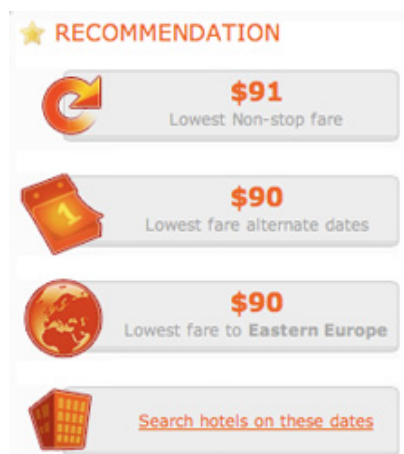 RECOMMENDATION
$91
Lowest Non-stop fare
1
$90
Lowest fare alternate dates
$90
Lowest fare to Eastern Europe
Search hotels on these dates